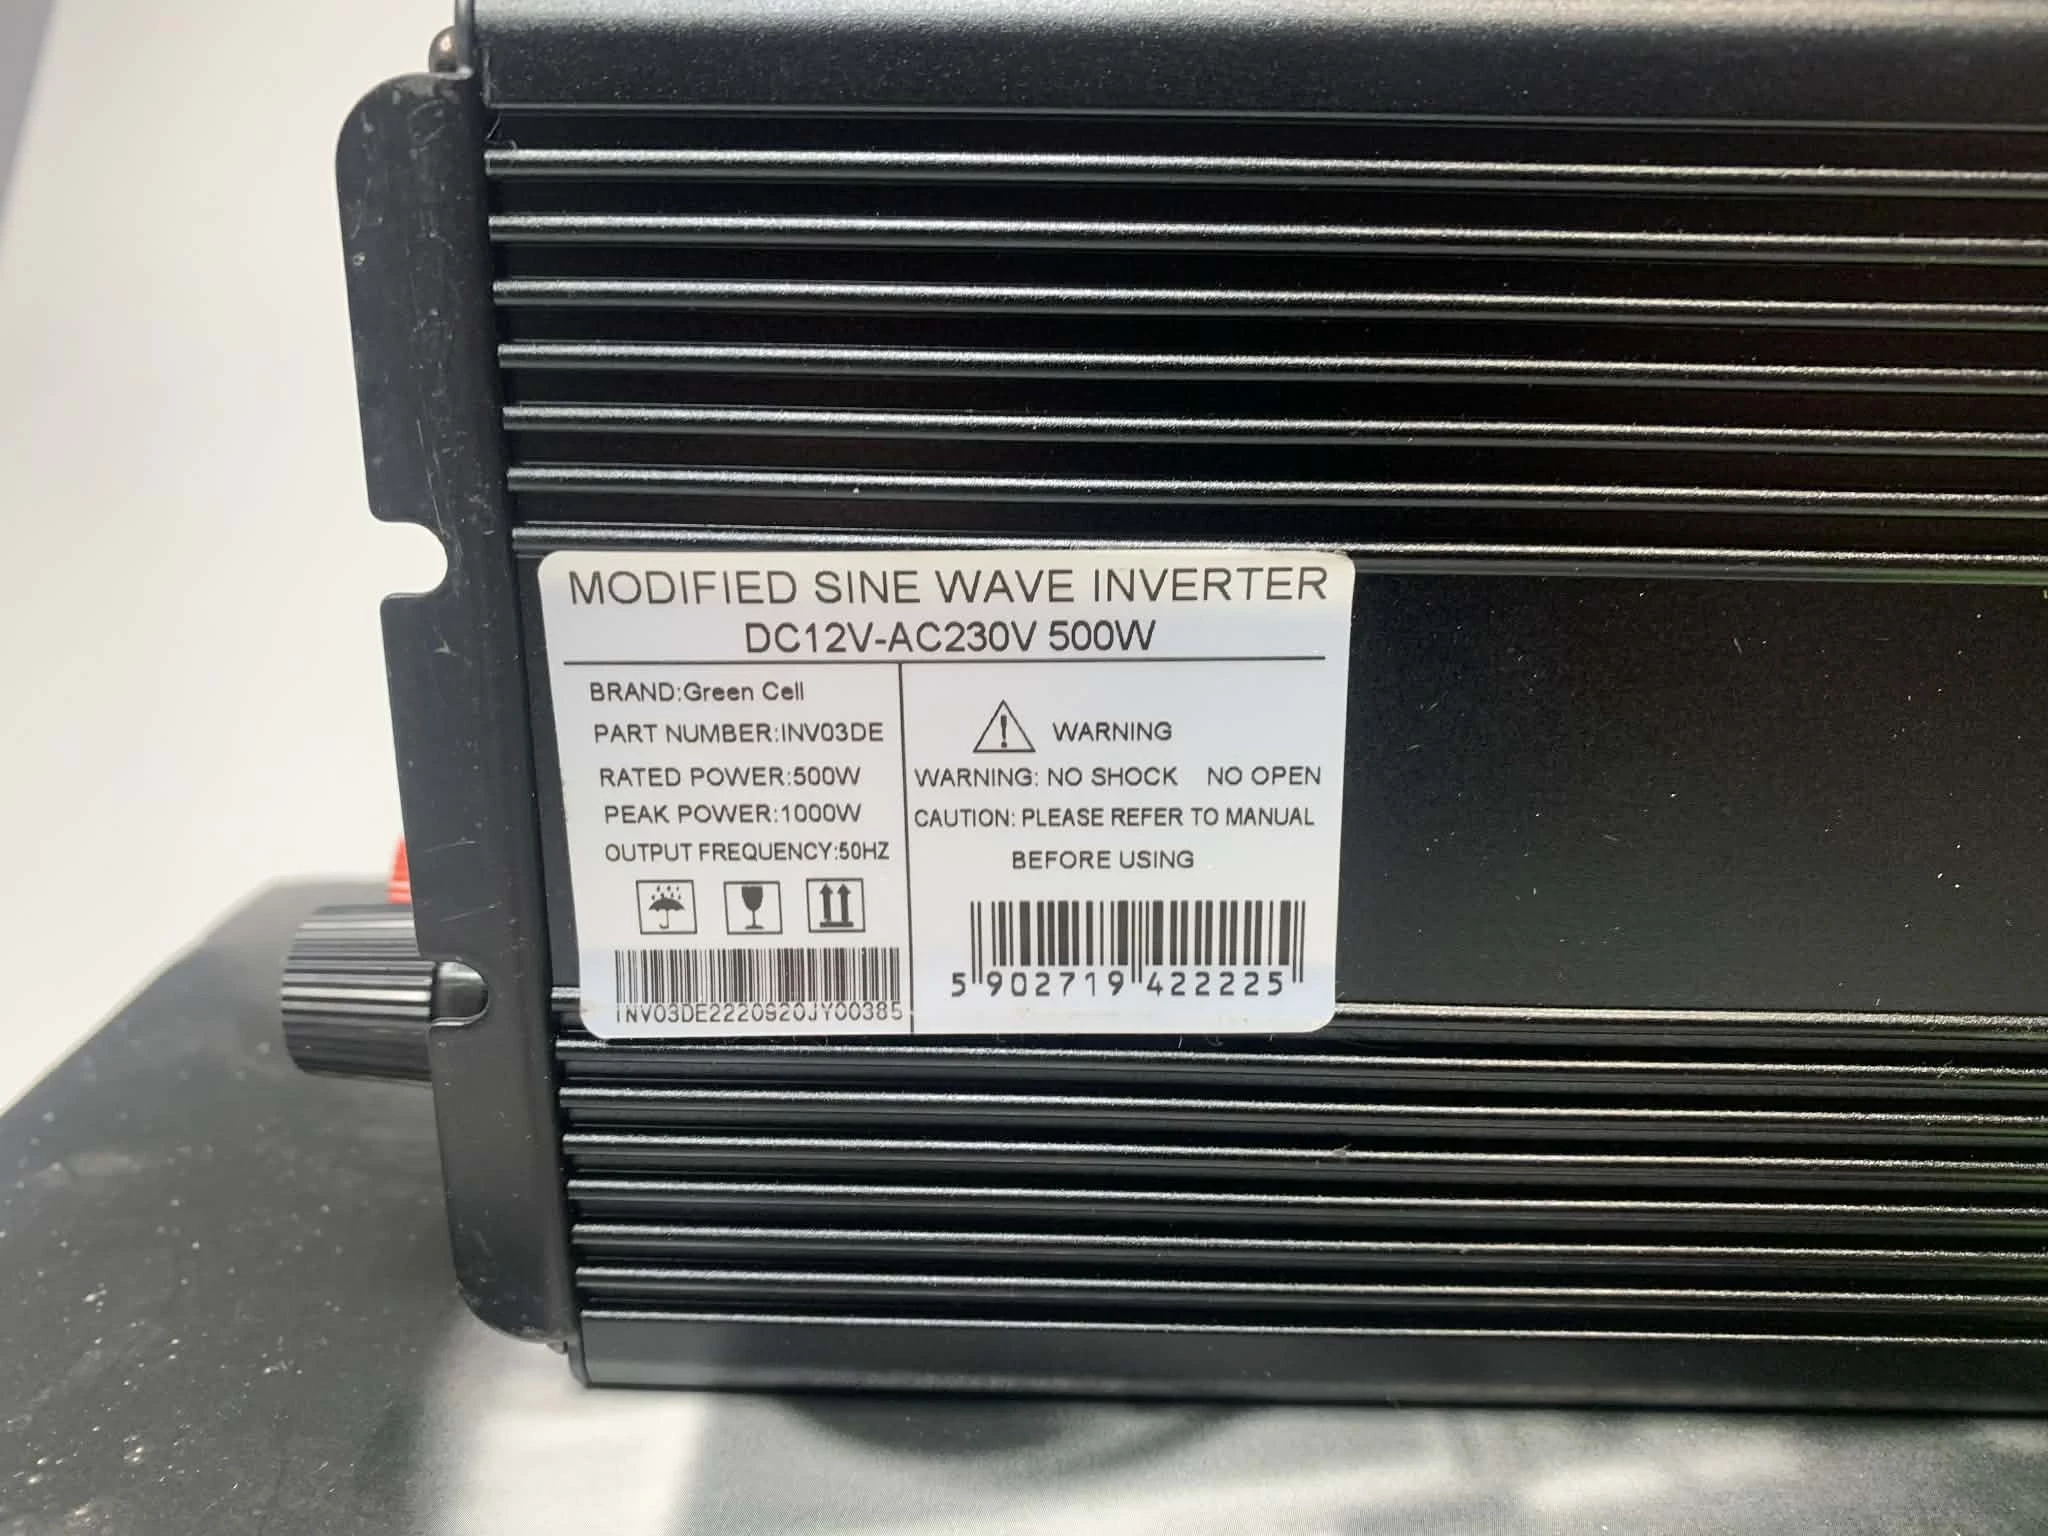 MODIFIED SINE WAVE INVERTER
DC12V-AC230V 500W
BRAND:Green Cell
PART NUMBER:INV03DE
RATED POWER:500W
PEAK POWER:1000W
OUTPUT FREQUENCY:50HZ
INV03DE2220920JY00385
WARNING
WARNING: NO SHOCK NO OPEN
CAUTION: PLEASE REFER TO MANUAL
BEFORE USING
5 902719 422225